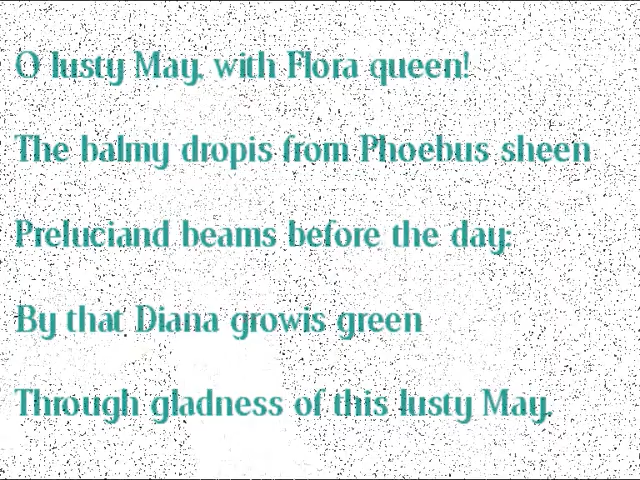 O lusty May, with Flora queen!
The balmy dropis from Phoebus sheen
Preluciand beams before the day:
By that Diana growis green
Through gladness of this lusty May.